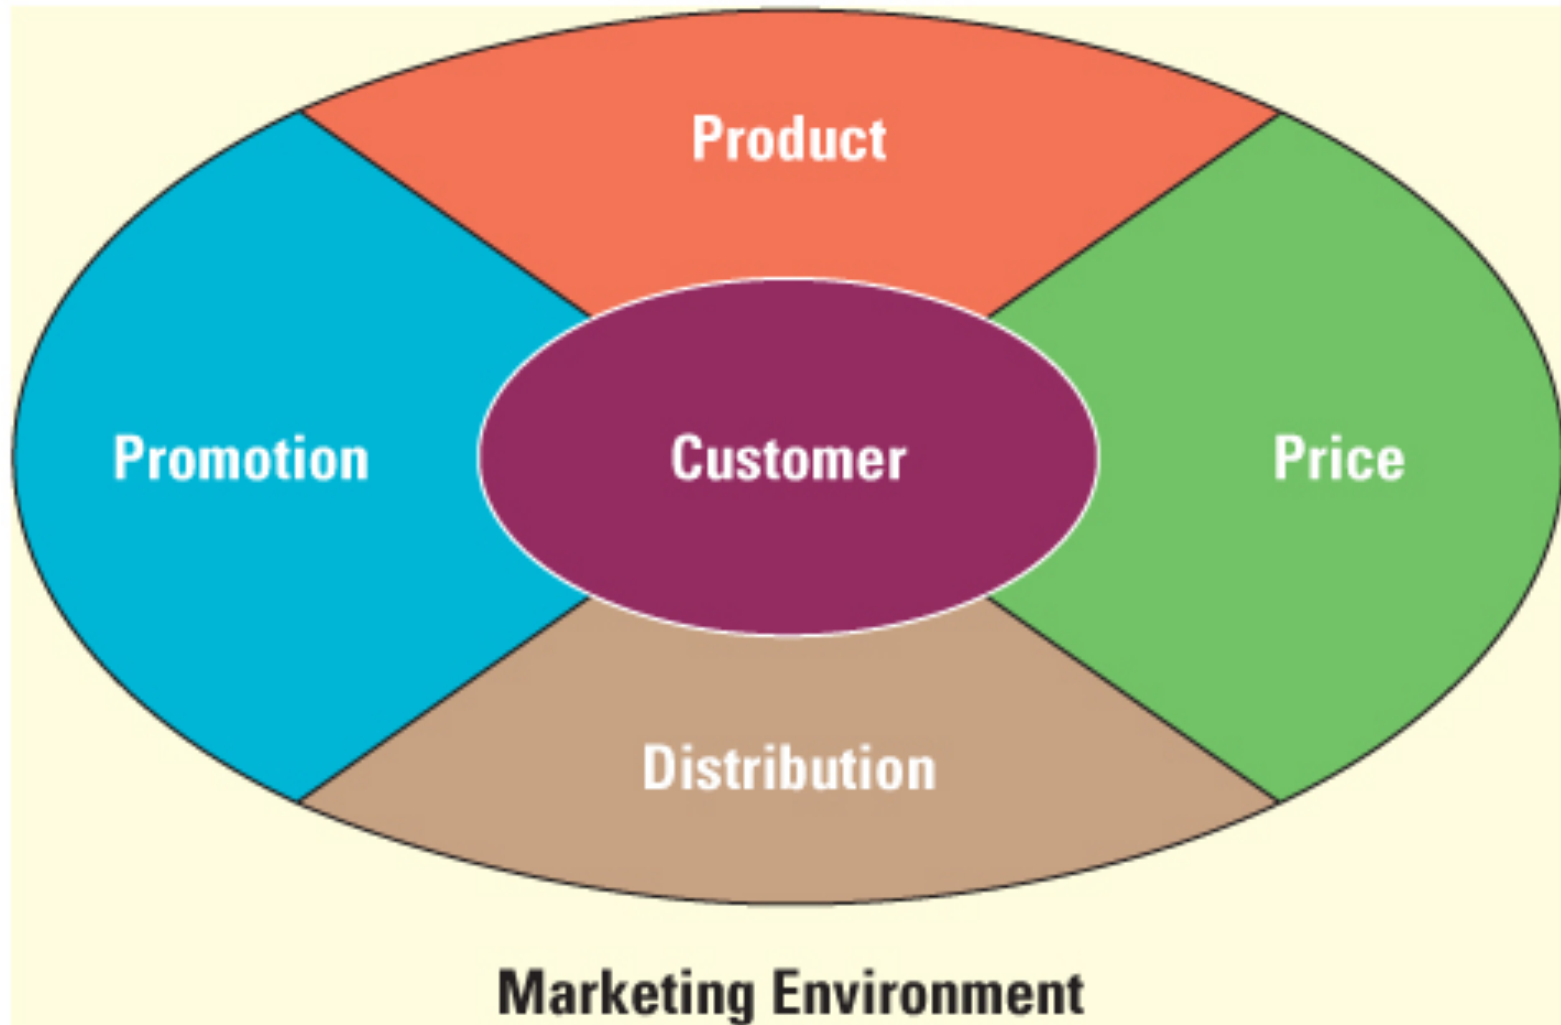 Product
Promotion
Customer
Price
Distribution
Marketing Environment